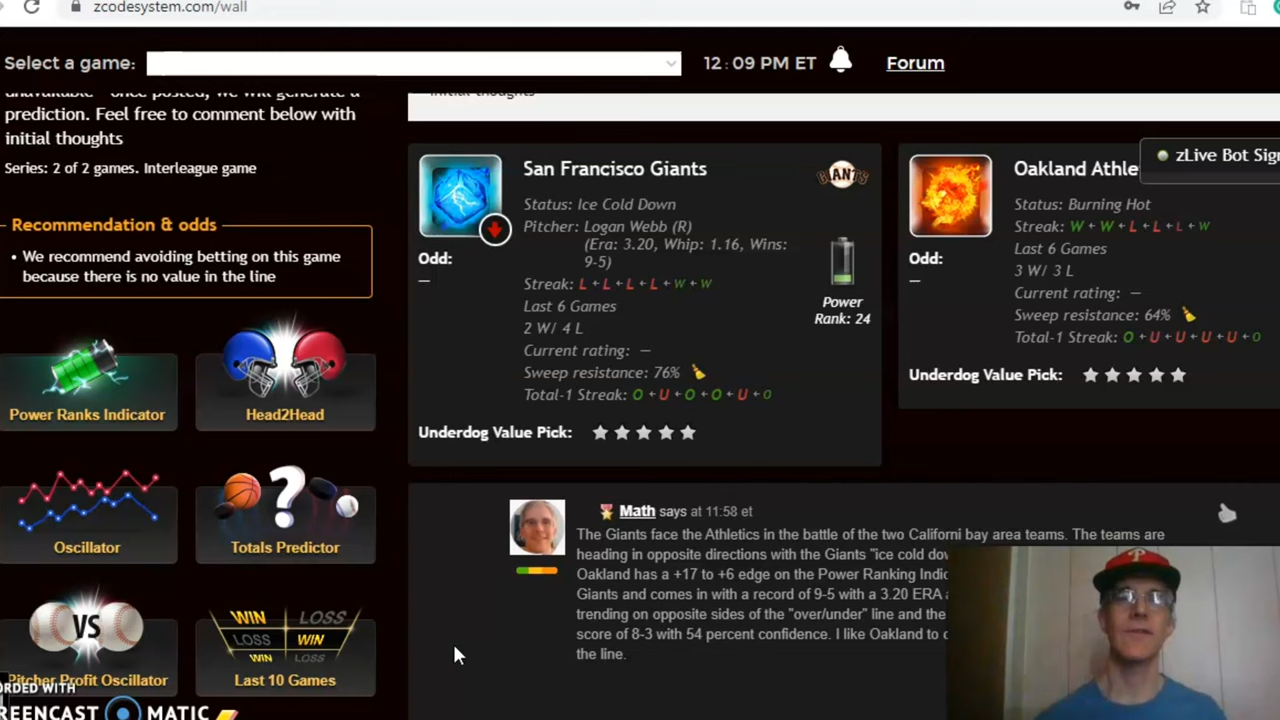 zcodesystem.com/wall
Select a game:
12:09 PM ET
Forum
prediction. Feel free to comment below with
initial thoughts
Series: 2 of 2 games. Interleague game
Recommendation & odds
• We recommend avoiding betting on this game
because there is no value in the line
Power Ranks Indicator
Head2Head
Oscillator
?
Totals Predictor
VS
Pitcher Profit Oscillator
WIN LOSS
LOSS WIN
WIN LOSS
Last 10 Games
San Francisco Giants
GIANTS
Status: Ice Cold Down
Pitcher: Logan Webb (R)
(Era: 3.20, Whip: 1.16, Wins:
9-5)
Odd:
—
Streak: L ← L ← L ← L ← W ← W
Last 6 Games
2 W/ 4 L
Current rating: —
Sweep resistance: 76%
Total-1 Streak: O ← U ← O ← O ← U ← O
Power
Rank: 24
Underdog Value Pick:
Oakland Athle
zLive Bot Sig
Status: Burning Hot
Streak: W ← W ← L ← L ← L ← W
Odd:
—
Last 6 Games
3 W/ 3 L
Current rating: —
Sweep resistance: 64%
Total-1 Streak: O ← U ← U ← U ← U ← O
Underdog Value Pick:
Math says at 11:58 et
The Giants face the Athletics in the battle of the two Californi bay area teams. The teams are
heading in opposite directions with the Giants "ice cold dow
Oakland has a +17 to +6 edge on the Power Ranking Indic
Giants and comes in with a record of 9-5 with a 3.20 ERA
trending on opposite sides of the "over/under" line and the
score of 8-3 with 54 percent confidence. I like Oakland to
the line.
P
ORDED WITH
REENCAST MATIC